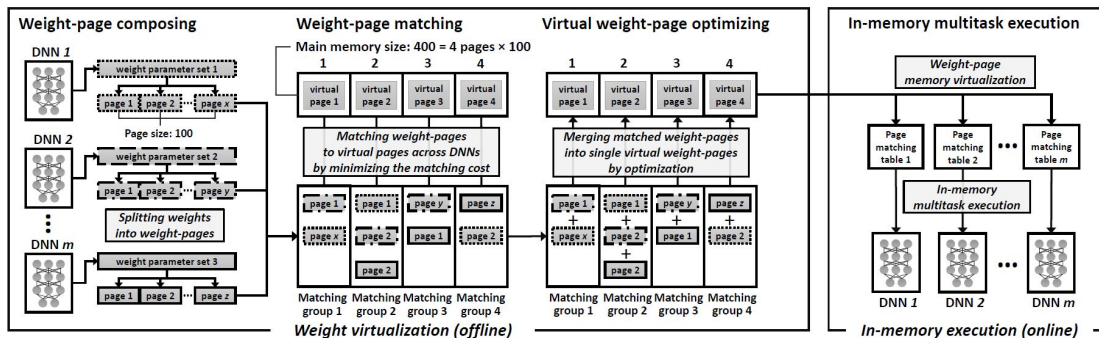 Weight-page composing
DNN 1
weight parameter set 1
page 1 page 2 ... page x
Page size: 100
DNN 2
weight parameter set 2
page 1 page 2 ... page y
Splitting weights
into weight-pages
DNN m
weight parameter set 3
page 1 page 2 ... page z
Weight-page matching
Main memory size: 400 = 4 pages × 100
1 2 3 4
virtual page 1 virtual page 2 virtual page 3 virtual page 4
Matching weight-pages
to virtual pages across DNNs
by minimizing the matching cost
page 1 page 1 page y page z
page x page 2 page 1 page 2
page 2
Matching group 1 Matching group 2 Matching group 3 Matching group 4
Virtual weight-page optimizing
1 2 3 4
virtual page 1 virtual page 2 virtual page 3 virtual page 4
Merging matched weight-pages
into single virtual weight-pages
by optimization
page 1 page 1 page y page z
+ + + +
page x page 2 page 1 page 2
+
page 2
Matching group 1 Matching group 2 Matching group 3 Matching group 4
Weight virtualization (offline)
In-memory multitask execution
Weight-page
memory virtualization
Page matching table 1 Page matching table 2 ... Page matching table m
In-memory
multitask execution
DNN 1 DNN 2 ... DNN m
In-memory execution (online)